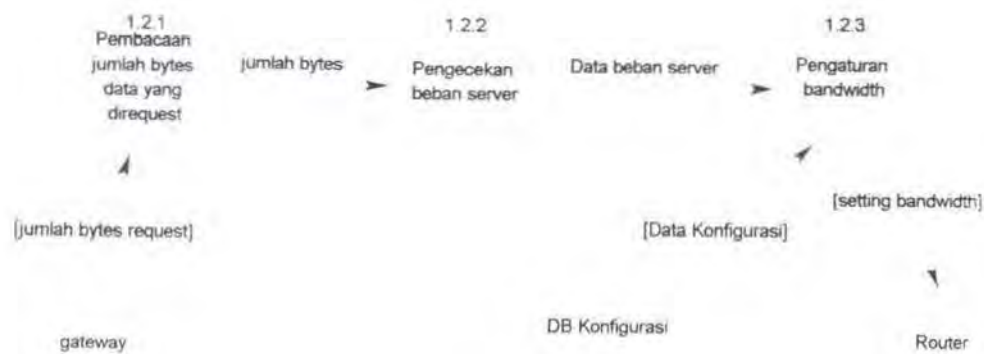 1.2.1
Pembacaan
jumlah bytes
data yang
direquest
jumlah bytes
1.2.2
Pengecekan
beban server
Data beban server
1.2.3
Pengaturan
bandwidth
[jumlah bytes request]
[Data Konfigurasi]
[setting bandwidth]
gateway
DB Konfigurasi
Router